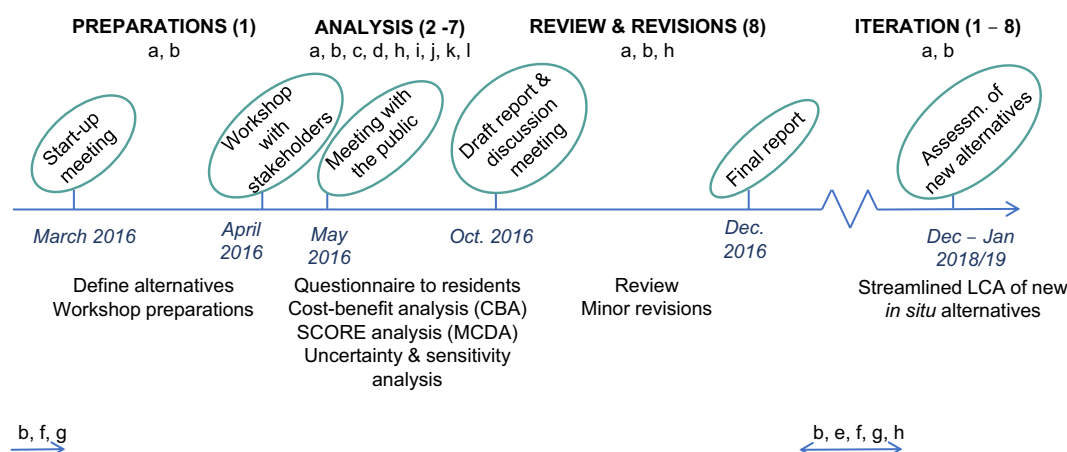 PREPARATIONS (1)
a, b
ANALYSIS (2 -7)
a, b, c, d, h, i, j, k, l
REVIEW & REVISIONS (8)
a, b, h
ITERATION (1 – 8)
a, b
Start-up
meeting
Workshop
with
stakeholders
Meeting with
the public
Draft report &
discussion
meeting
Final report
Assessm. of
new alternatives
March 2016
April
2016
May
2016
Oct. 2016
Dec.
2016
Dec – Jan
2018/19
Define alternatives
Workshop preparations
Questionnaire to residents
Cost-benefit analysis (CBA)
SCORE analysis (MCDA)
Uncertainty & sensitivity
analysis
Review
Minor revisions
Streamlined LCA of new
in situ alternatives
b, f, g
b, e, f, g, h